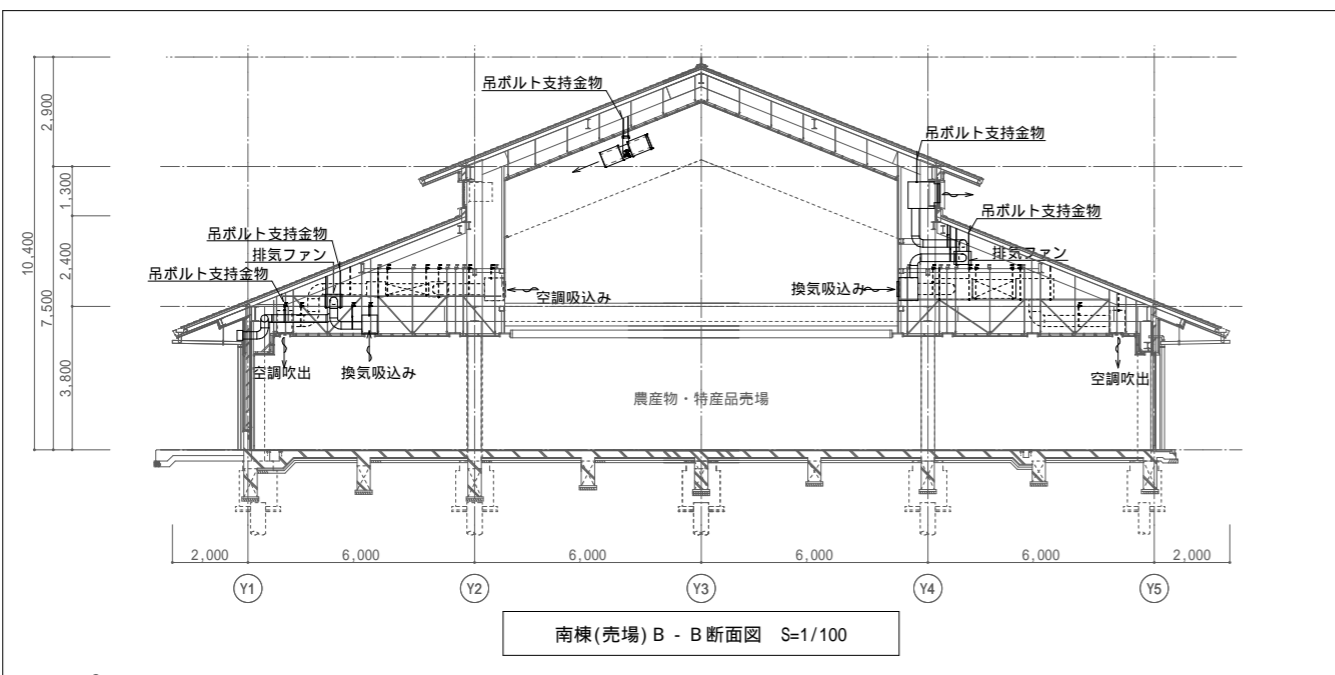 吊ボルト支持金物
吊ボルト支持金物
吊ボルト支持金物
吊ボルト支持金物
排気ファン
排気ファン
吊ボルト支持金物
空調吸込み
換気吸込み
空調吹出
換気吸込み
空調吹出
農産物・特産品売場
2,900
1,300
2,400
3,800
10,400
7,500
2,000
6,000
6,000
6,000
6,000
2,000
Y1
Y2
Y3
Y4
Y5
南棟(売場) B - B 断面図 S=1/100